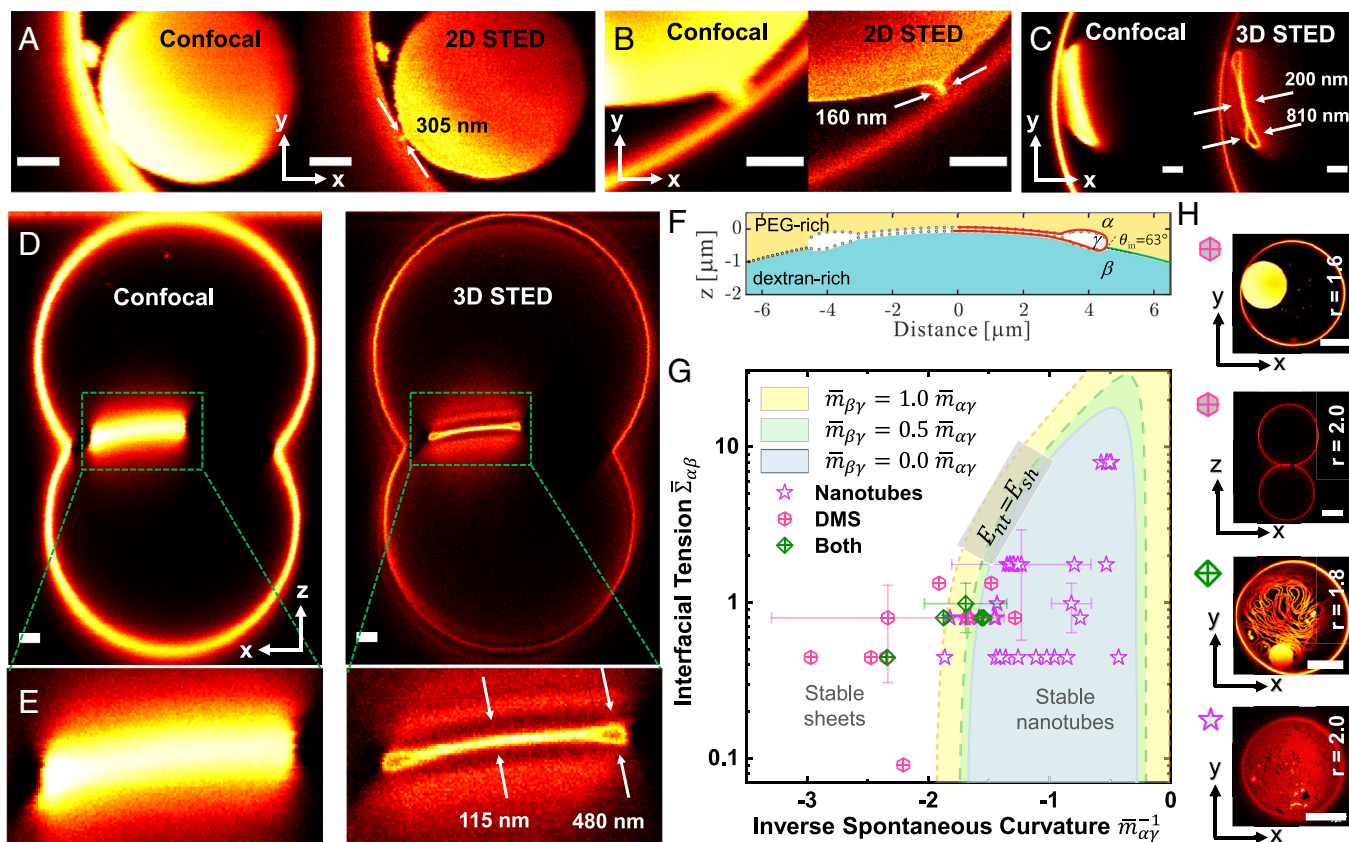 A
Confocal
2D STED
305 nm
y
x
B
Confocal
2D STED
160 nm
y
x
C
Confocal
3D STED
200 nm
810 nm
D
Confocal
3D STED
z
x
E
115 nm
480 nm
F
PEG-rich
dextran-rich
α
γ
θin=63°
β
z [μm]
0
-1
-2
-6
-4
-2
0
2
4
6
Distance [μm]
G
m̅βγ = 1.0 m̅αγ
m̅βγ = 0.5 m̅αγ
m̅βγ = 0.0 m̅αγ
Nanotubes
DMS
Both
Ent=Esh
Stable
sheets
Stable
nanotubes
Interfacial Tension Σ̅αβ
10
1
0.1
-3
-2
-1
0
Inverse Spontaneous Curvature m̅αγ⁻¹
H
r = 1.6
y
x
r = 2.0
z
x
r = 1.8
y
x
r = 2.0
y
x